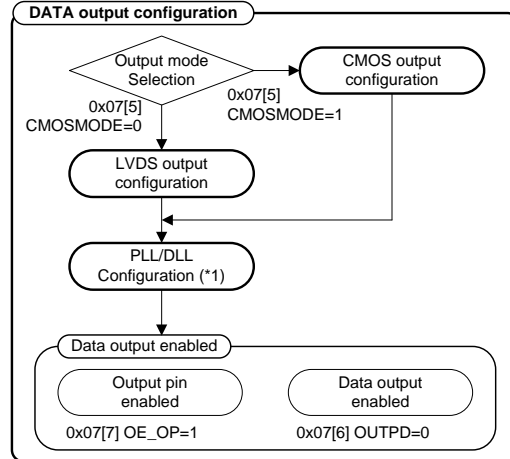 DATA output configuration
Output mode
Selection
CMOS output
configuration
0x07[5]
CMOSMODE=0
0x07[5]
CMOSMODE=1
LVDS output
configuration
PLL/DLL
Configuration (*1)
Data output enabled
Output pin
enabled
Data output
enabled
0x07[7] OE_OP=1
0x07[6] OUTPD=0